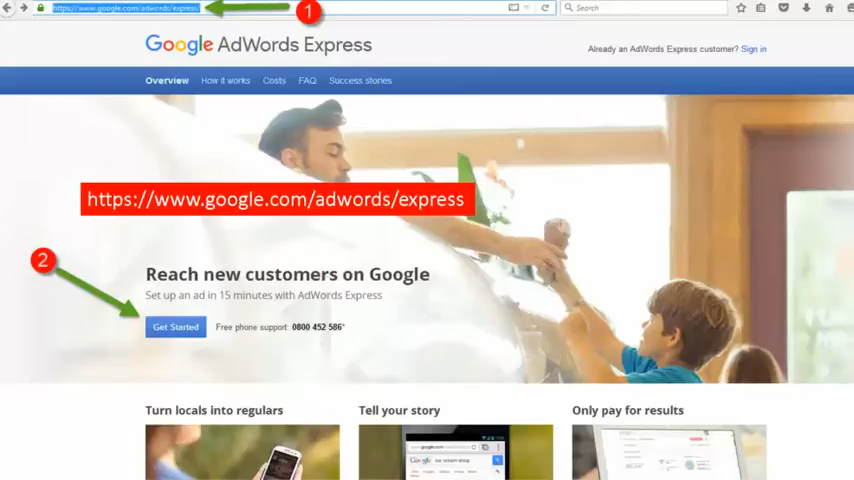 https://www.google.com/adwords/express/
1
Search
Google AdWords Express
Already an AdWords Express customer? Sign in
Overview How it works Costs FAQ Success stories
https://www.google.com/adwords/express
2
Reach new customers on Google
Set up an ad in 15 minutes with AdWords Express
Get Started Free phone support: 0800 452 586*
Turn locals into regulars Tell your story Only pay for results
Google